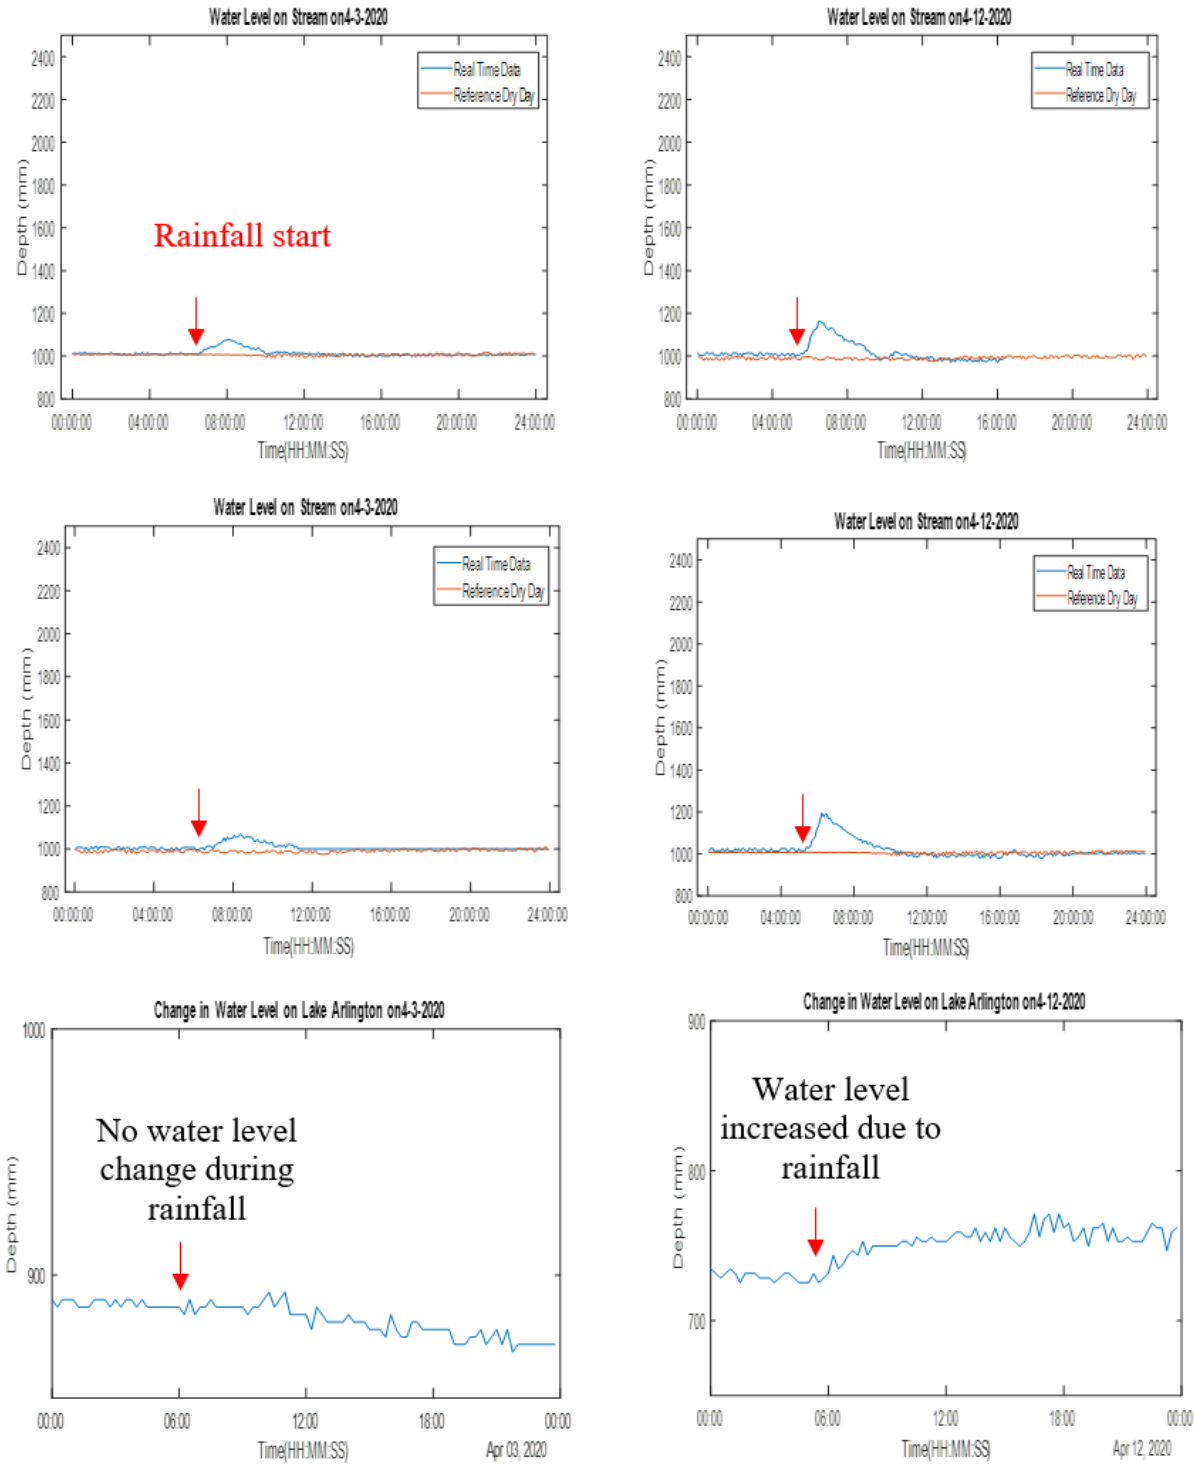 Water Level on Stream on4-3-2020
2400
2200
2000
1800
1600
1400
1200
1000
800
Depth (mm)
Real Time Data
Reference Dry Day
Rainfall start
00:00:00 04:00:00 08:00:00 12:00:00 16:00:00 20:00:00 24:00:00
Time(HH:MM:SS)
Water Level on Stream on4-12-2020
2400
2200
2000
1800
1600
1400
1200
1000
800
Depth (mm)
Real Time Data
Reference Dry Day
00:00:00 04:00:00 08:00:00 12:00:00 16:00:00 20:00:00 24:00:00
Time(HH:MM:SS)
Water Level on Stream on4-3-2020
2400
2200
2000
1800
1600
1400
1200
1000
800
Depth (mm)
Real Time Data
Reference Dry Day
00:00:00 04:00:00 08:00:00 12:00:00 16:00:00 20:00:00 24:00:00
Time(HH:MM:SS)
Water Level on Stream on4-12-2020
2400
2200
2000
1800
1600
1400
1200
1000
800
Depth (mm)
Real Time Data
Reference Dry Day
00:00:00 04:00:00 08:00:00 12:00:00 16:00:00 20:00:00 24:00:00
Time(HH:MM:SS)
Change in Water Level on Lake Arlington on4-3-2020
1000
900
Depth (mm)
No water level
change during
rainfall
00:00 06:00 12:00 18:00 00:00
Time(HH:MM:SS)
Apr 03, 2020
Change in Water Level on Lake Arlington on4-12-2020
900
800
700
Depth (mm)
Water level
increased due to
rainfall
00:00 06:00 12:00 18:00 00:00
Time(HH:MM:SS)
Apr 12, 2020